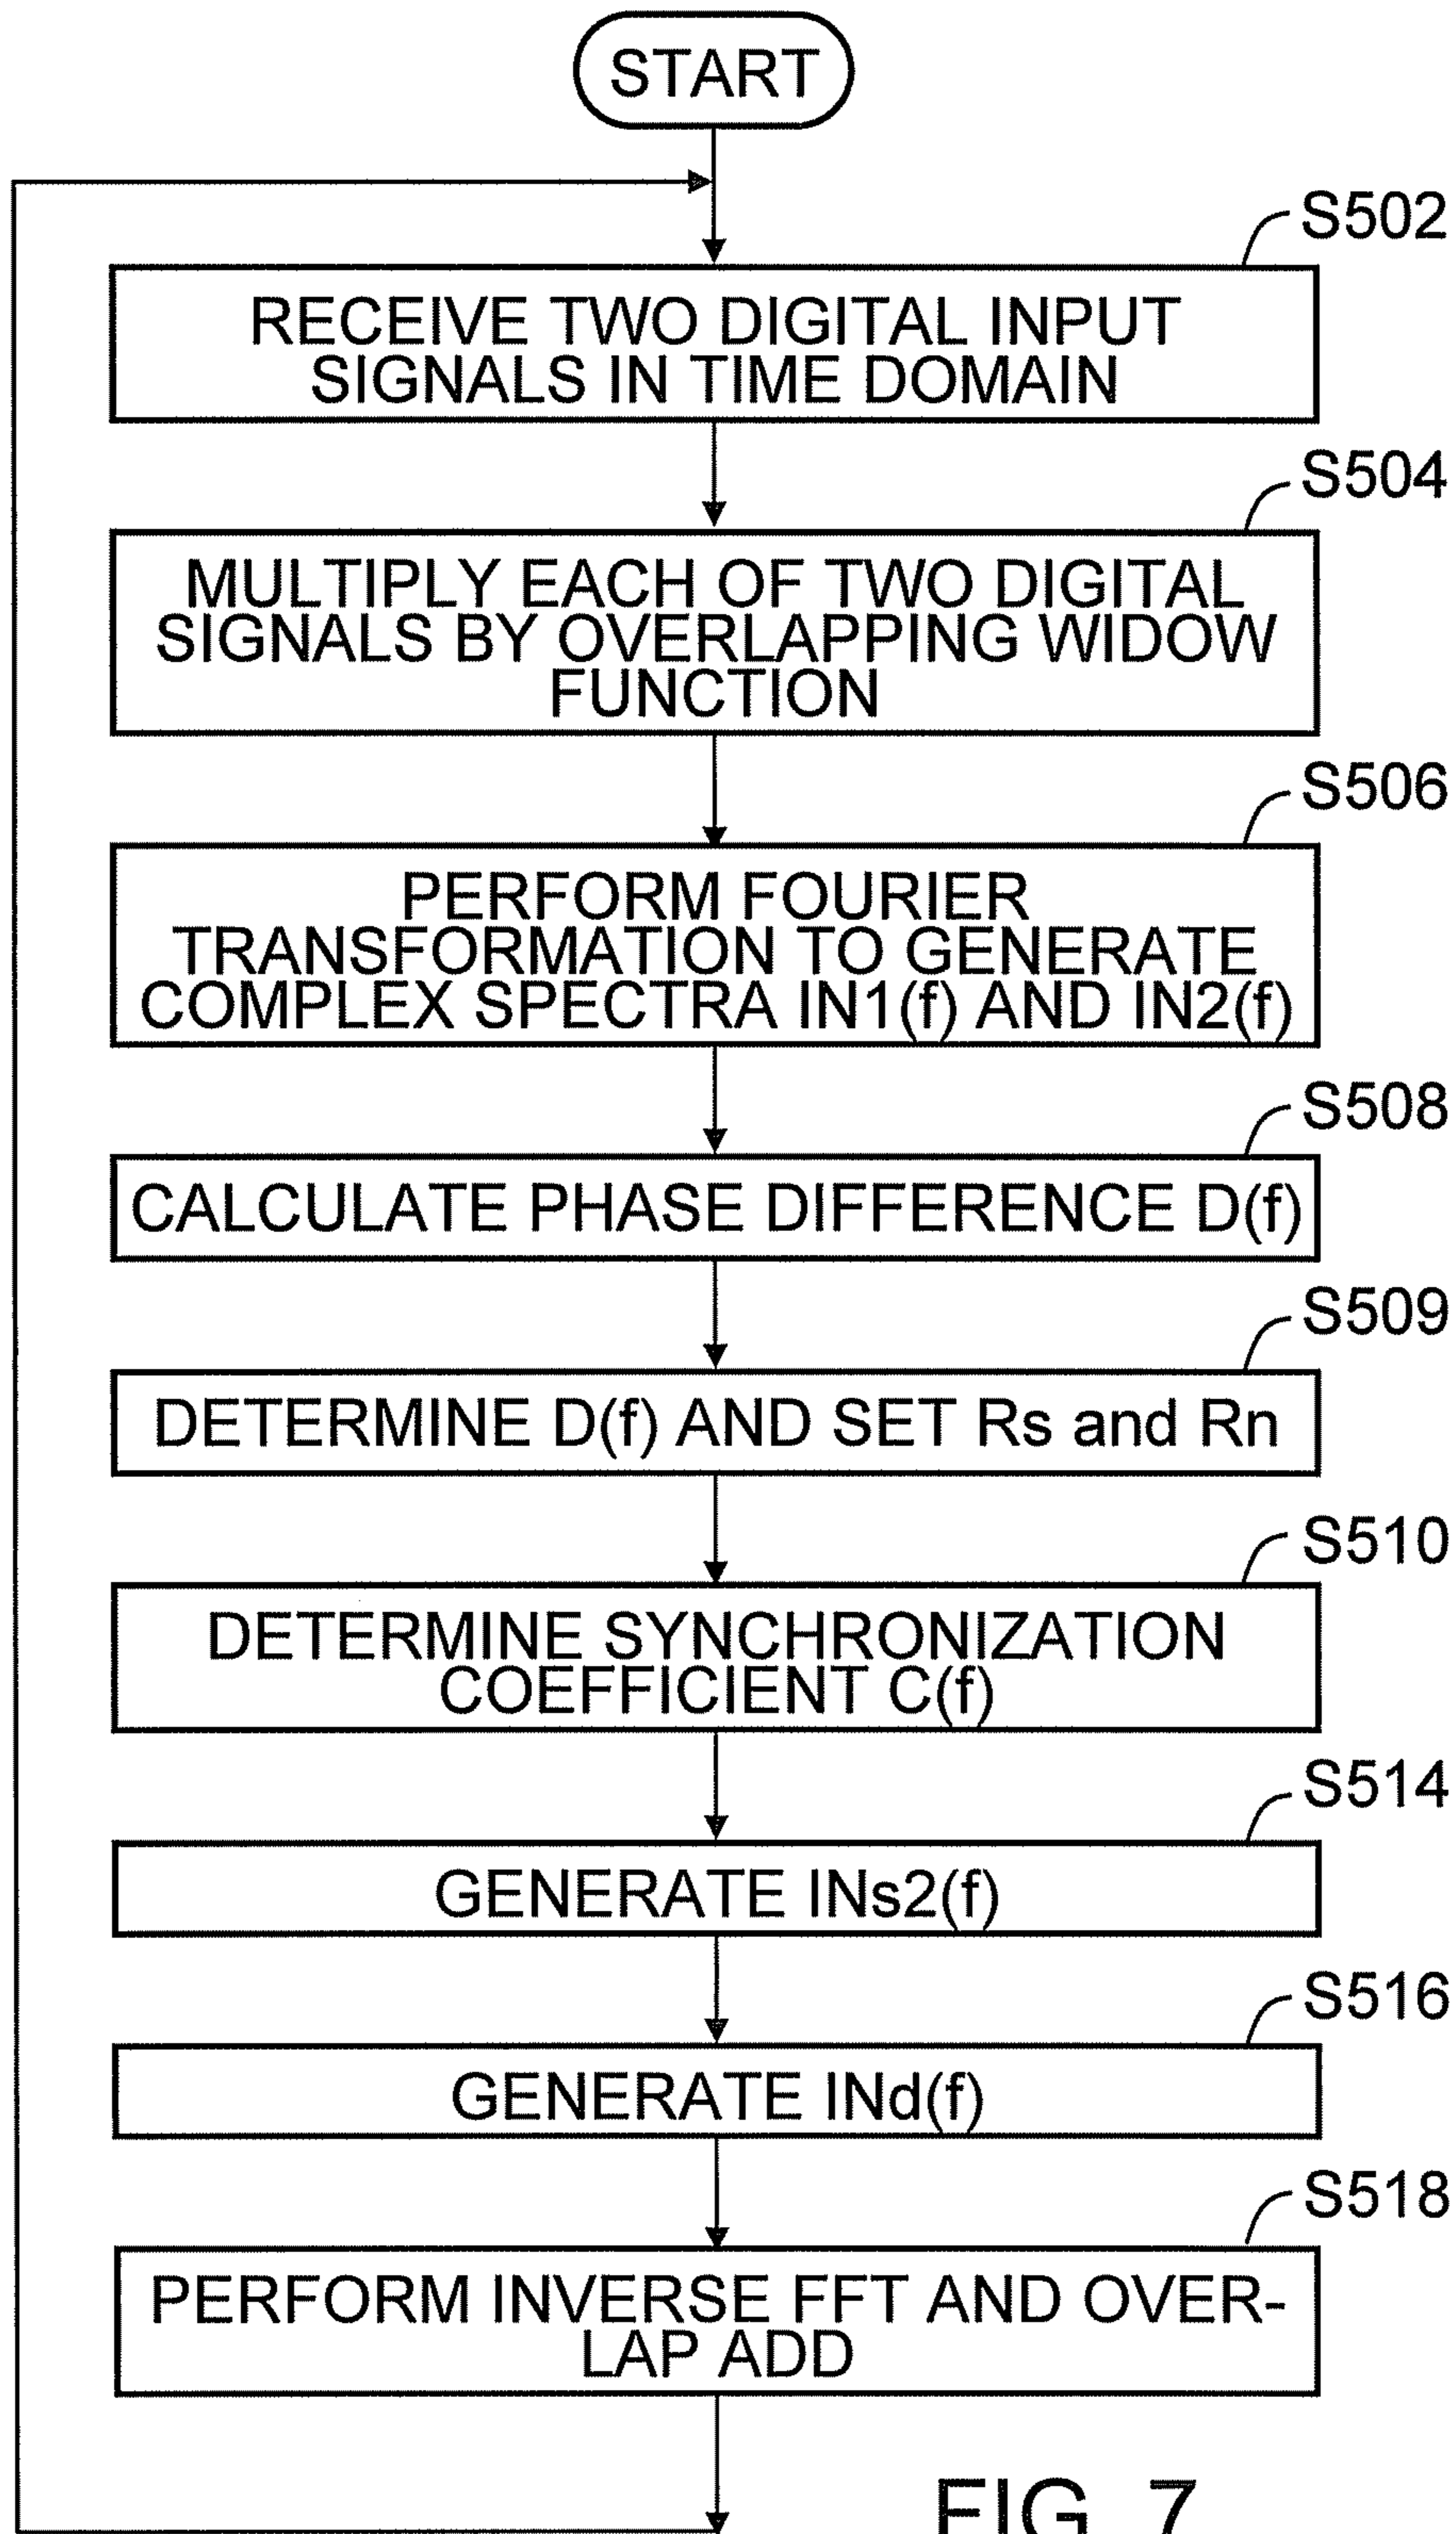 START
S502
RECEIVE TWO DIGITAL INPUT
SIGNALS IN TIME DOMAIN
S504
MULTIPLY EACH OF TWO DIGITAL
SIGNALS BY OVERLAPPING WIDOW
FUNCTION
S506
PERFORM FOURIER
TRANSFORMATION TO GENERATE
COMPLEX SPECTRA IN1(f) AND IN2(f)
S508
CALCULATE PHASE DIFFERENCE D(f)
S509
DETERMINE D(f) AND SET Rs and Rn
S510
DETERMINE SYNCHRONIZATION
COEFFICIENT C(f)
S514
GENERATE INs2(f)
S516
GENERATE INd(f)
S518
PERFORM INVERSE FFT AND OVER-
LAP ADD
FIG. 7